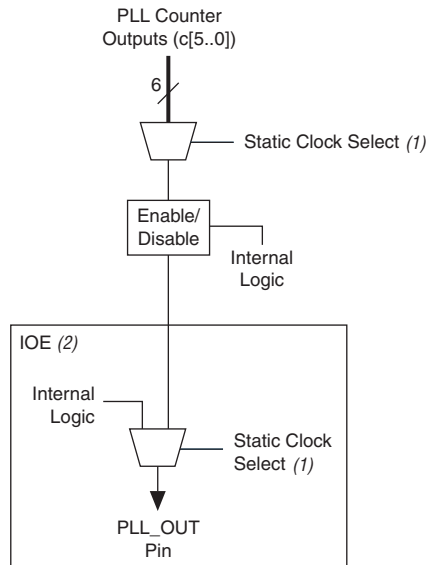 PLL Counter
Outputs (c[5..0])
6
Static Clock Select (1)
Enable/
Disable
Internal
Logic
IOE (2)
Internal
Logic
Static Clock
Select (1)
PLL_OUT
Pin